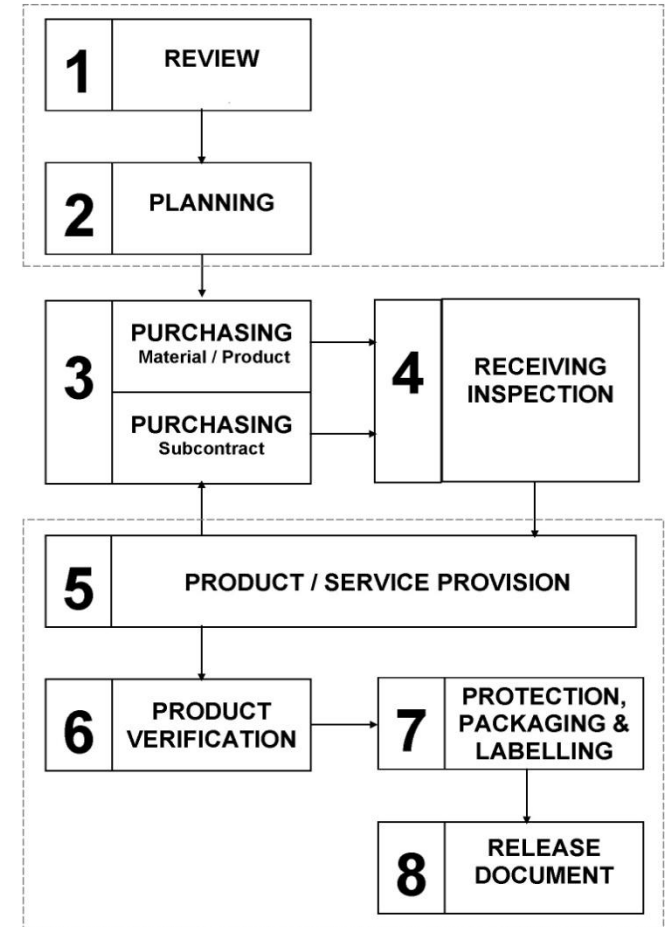 1
REVIEW
2
PLANNING
3
PURCHASING
Material / Product
PURCHASING
Subcontract
4
RECEIVING
INSPECTION
5
PRODUCT / SERVICE PROVISION
6
PRODUCT
VERIFICATION
7
PROTECTION,
PACKAGING &
LABELLING
8
RELEASE
DOCUMENT